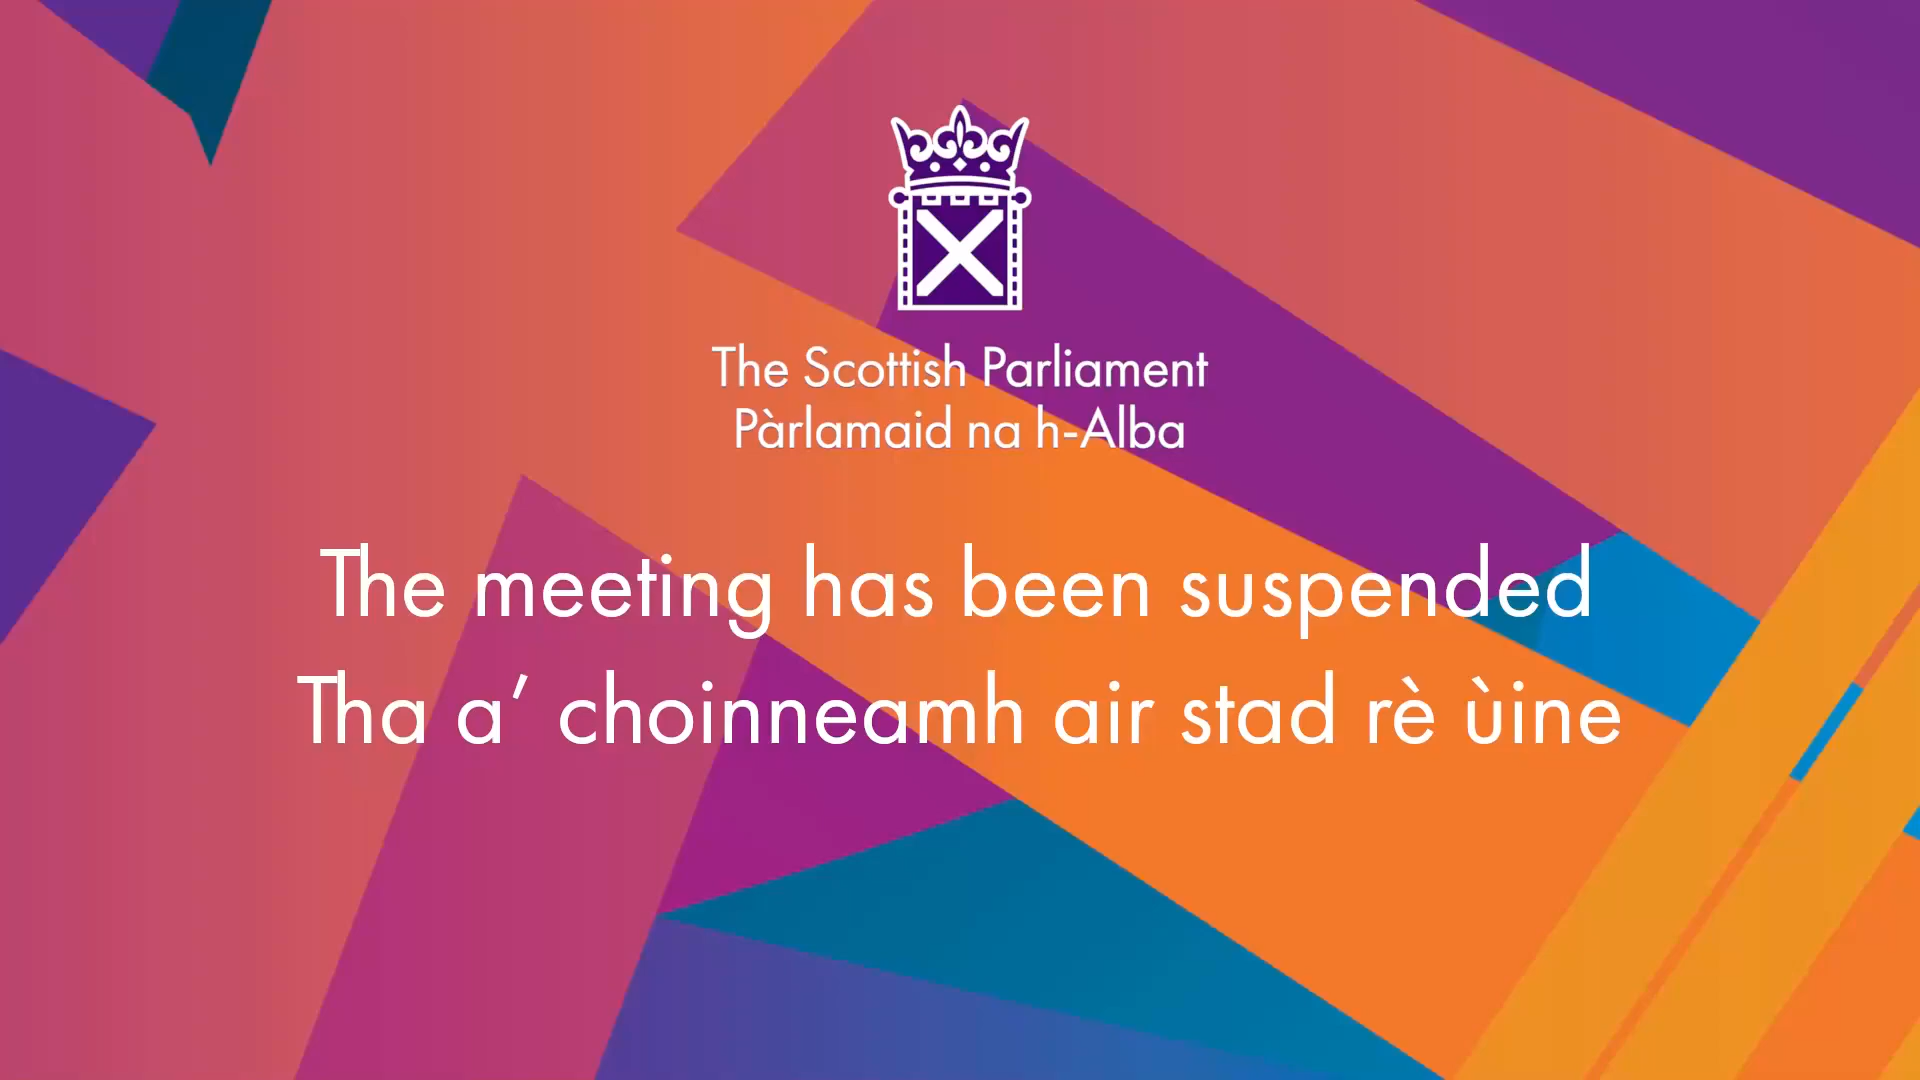 The Scottish Parliament
Pàrlamaid na h-Alba
The meeting has been suspended
Tha a’ choinneamh air stad rè ùine